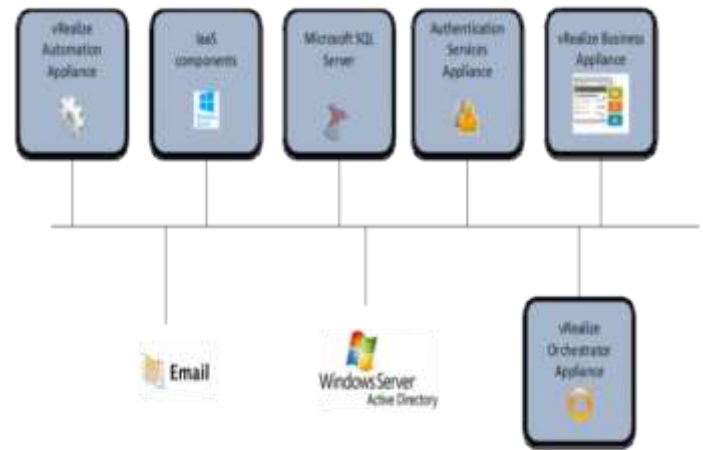 vRealize
Automation
Appliance
IaaS
components
Microsoft SQL
Server
Authentication
Services
Appliance
vRealize Business
Appliance
Email
Windows Server
Active Directory
vRealize
Orchestrator
Appliance